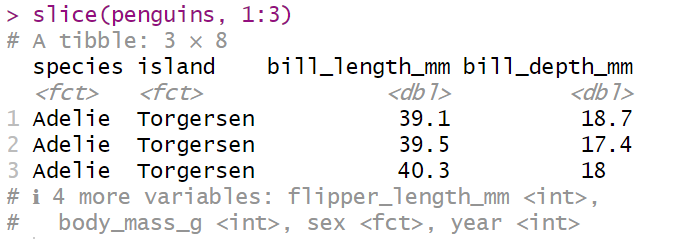 > slice(penguins, 1:3)
# A tibble: 3 × 8
  species island    bill_length_mm bill_depth_mm
  <fct>   <fct>              <dbl>         <dbl>
1 Adelie  Torgersen           39.1          18.7
2 Adelie  Torgersen           39.5          17.4
3 Adelie  Torgersen           40.3          18
# ℹ 4 more variables: flipper_length_mm <int>,
#   body_mass_g <int>, sex <fct>, year <int>